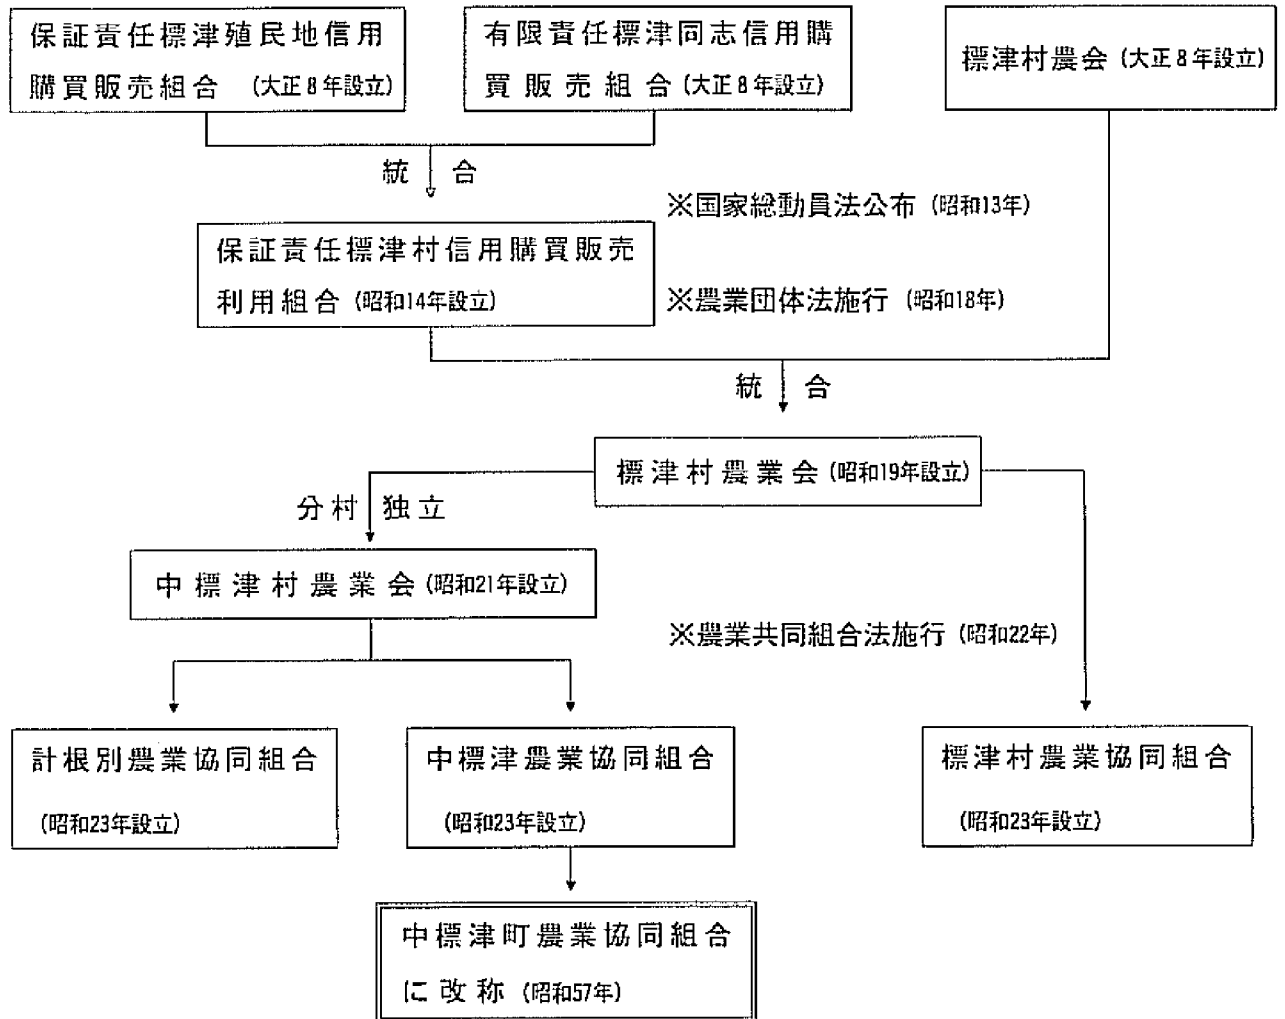 保証責任標津殖民地信用
購買販売組合 (大正8年設立)
有限責任標津同志信用購
買販売組合 (大正8年設立)
標津村農会 (大正8年設立)
統合
※国家総動員法公布 (昭和13年)
保証責任標津村信用購買販売
利用組合 (昭和14年設立)
※農業団体法施行 (昭和18年)
統合
標津村農業会 (昭和19年設立)
分村独立
中標津村農業会 (昭和21年設立)
※農業共同組合法施行 (昭和22年)
計根別農業協同組合
(昭和23年設立)
中標津農業協同組合
(昭和23年設立)
標津村農業協同組合
(昭和23年設立)
中標津町農業協同組合
に改称 (昭和57年)